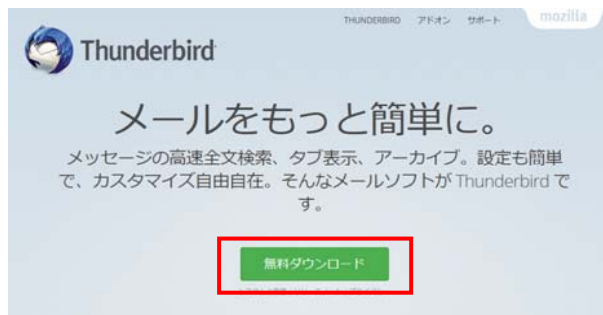 THUNDERBIRD アドオン サポート mozilla
Thunderbird
メールをもっと簡単に。
メッセージの高速全文検索、タブ表示、アーカイブ。設定も簡単
で、カスタマイズ自由自在。そんなメールソフトが Thunderbird で
す。
無料ダウンロード